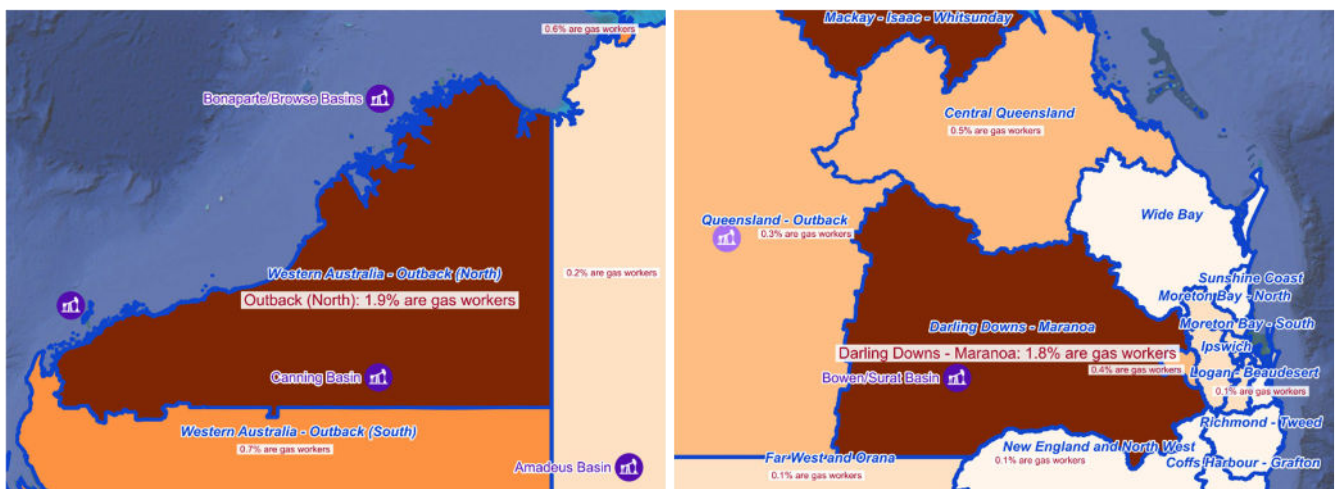 0.6% are gas workers
Bonaparte/Browse Basins
Western Australia - Outback (North)
0.2% are gas workers
Outback (North): 1.9% are gas workers
Canning Basin
Western Australia - Outback (South)
0.7% are gas workers
Amadeus Basin
Mackay - Isaac - Whitsunday
Central Queensland
0.5% are gas workers
Queensland - Outback
0.3% are gas workers
Wide Bay
Sunshine Coast
Moreton Bay - North
Moreton Bay - South
Darling Downs - Maranoa
Ipswich
Darling Downs - Maranoa: 1.8% are gas workers
0.4% are gas workers
Logan - Beaudesert
Bowen/Surat Basin
0.1% are gas workers
Richmond - Tweed
New England and North West
Far West and Orana
0.1% are gas workers
Coffs Harbour - Grafton
0.1% are gas workers